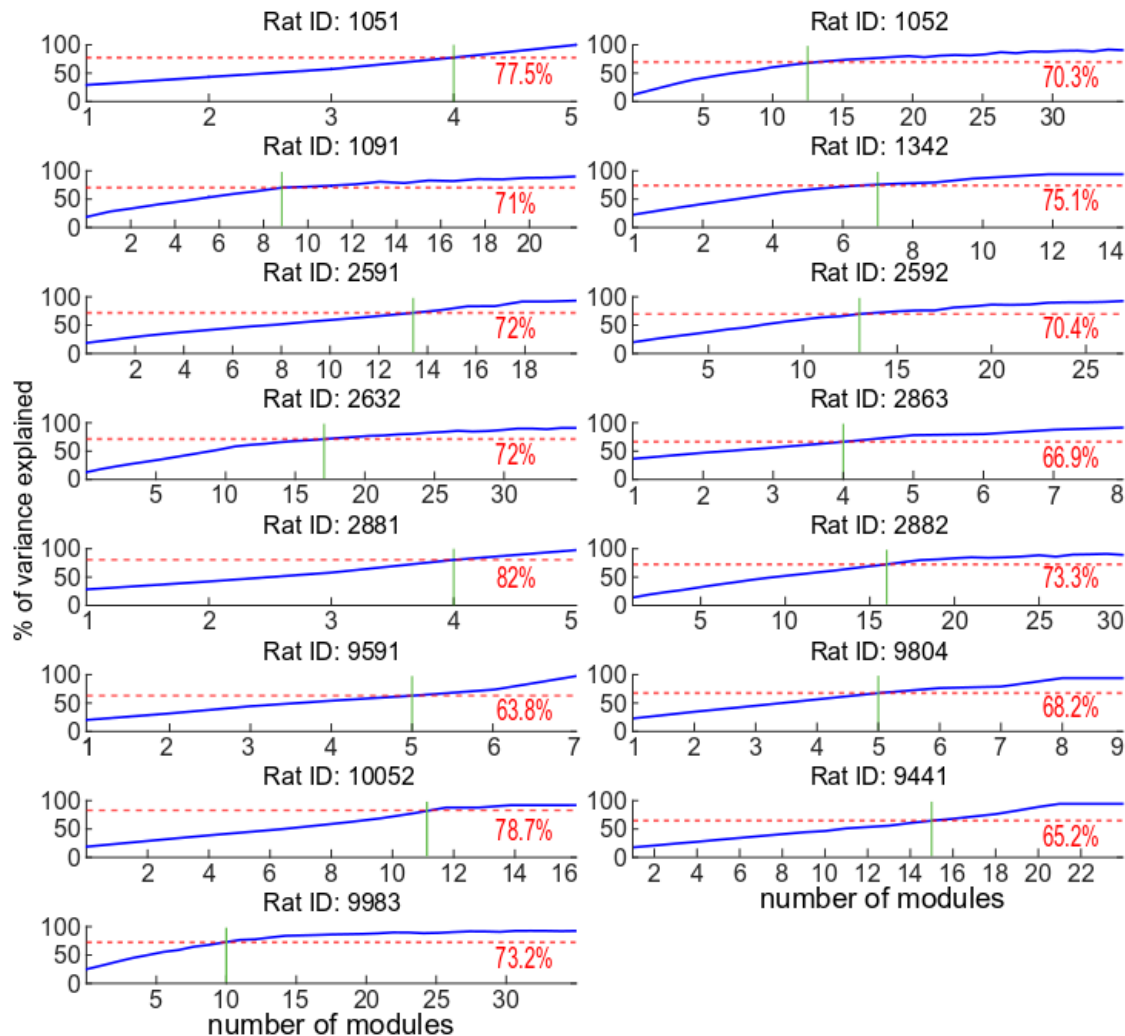 Rat ID: 1051
100
50
0
77.5%
1 2 3 4 5
Rat ID: 1052
100
50
0
70.3%
5 10 15 20 25 30
Rat ID: 1091
100
50
0
71%
2 4 6 8 10 12 14 16 18 20
Rat ID: 1342
100
50
0
75.1%
1 2 4 6 8 10 12 14
Rat ID: 2591
100
50
0
72%
2 4 6 8 10 12 14 16 18
Rat ID: 2592
100
50
0
70.4%
5 10 15 20 25
Rat ID: 2632
100
50
0
72%
5 10 15 20 25 30
Rat ID: 2863
100
50
0
66.9%
1 2 3 4 5 6 7 8
% of variance explained
Rat ID: 2881
100
50
0
82%
1 2 3 4 5
Rat ID: 2882
100
50
0
73.3%
5 10 15 20 25 30
Rat ID: 9591
100
50
0
63.8%
1 2 3 4 5 6 7
Rat ID: 9804
100
50
0
68.2%
1 2 3 4 5 6 7 8 9
Rat ID: 10052
100
50
0
78.7%
2 4 6 8 10 12 14 16
Rat ID: 9441
100
50
0
65.2%
2 4 6 8 10 12 14 16 18 20 22
number of modules
Rat ID: 9983
100
50
0
73.2%
5 10 15 20 25 30
number of modules